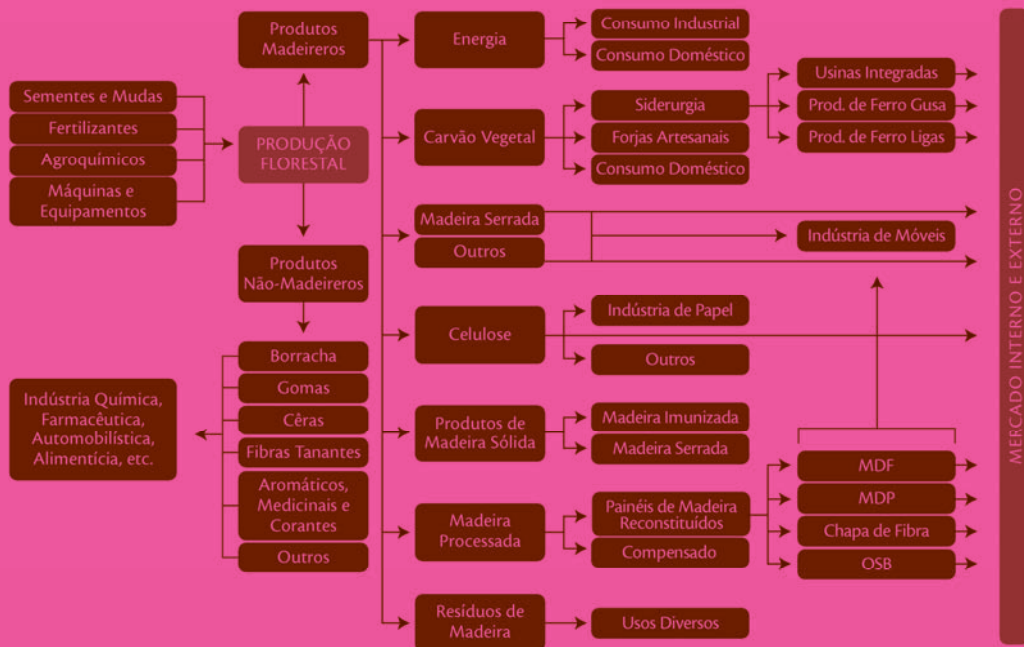 Sementes e Mudas
Fertilizantes
Agroquímicos
Máquinas e
Equipamentos
PRODUÇÃO
FLORESTAL
Produtos
Madeireros
Produtos
Não-Madeireros
Borracha
Gomas
Cêras
Fibras Tanantes
Aromáticos,
Medicinais e
Corantes
Outros
Indústria Química,
Farmacêutica,
Automobilística,
Alimentícia, etc.
Energia
Consumo Industrial
Consumo Doméstico
Carvão Vegetal
Siderurgia
Forjas Artesanais
Consumo Doméstico
Usinas Integradas
Prod. de Ferro Gusa
Prod. de Ferro Ligas
Madeira Serrada
Outros
Indústria de Móveis
Celulose
Indústria de Papel
Outros
Produtos de
Madeira Sólida
Madeira Imunizada
Madeira Serrada
Madeira
Processada
Painéis de Madeira
Reconstituídos
Compensado
MDF
MDP
Chapa de Fibra
OSB
Resíduos de
Madeira
Usos Diversos
MERCADO INTERNO E EXTERNO